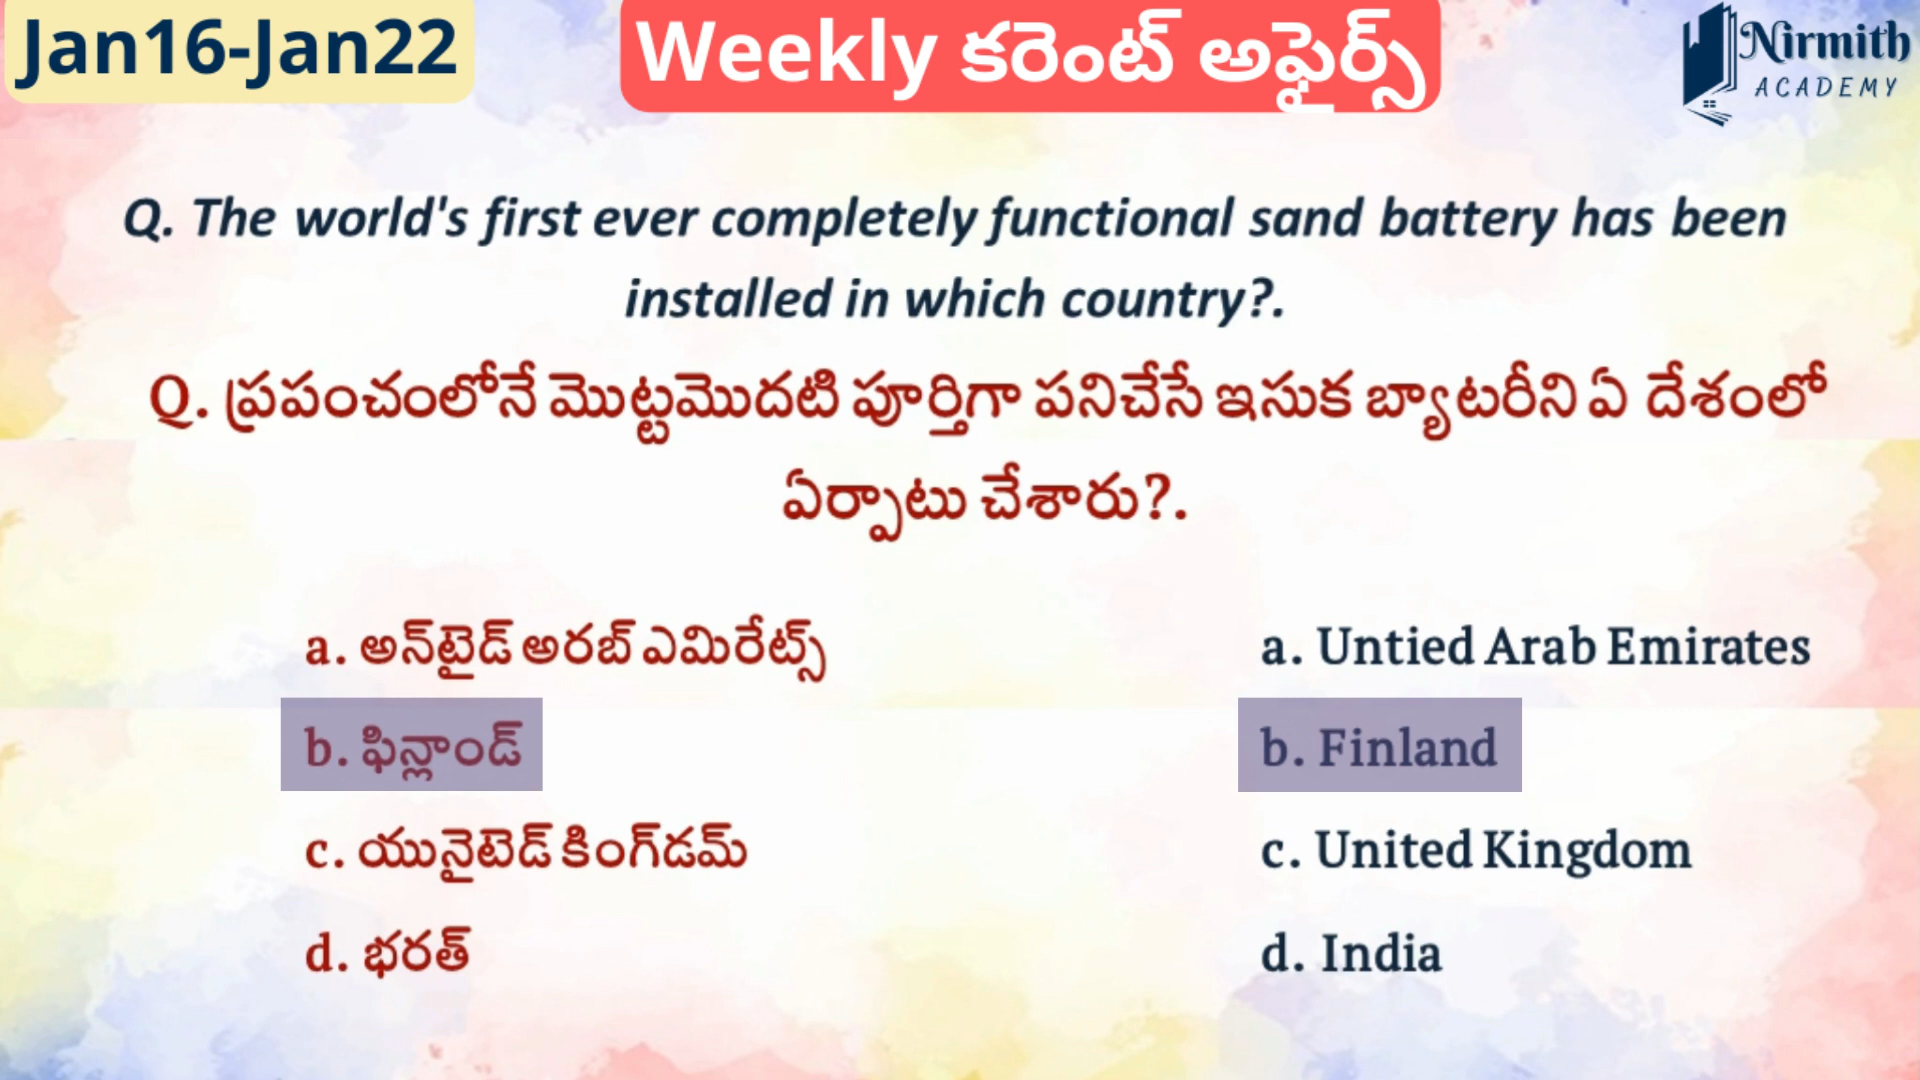 Jan16-Jan22
Weekly కరెంట్ అఫైర్స్
Nirmith
ACADEMY
Q. The world's first ever completely functional sand battery has been
installed in which country?.
Q. ప్రపంచంలోనే మొట్టమొదటి పూర్తిగా పనిచేసే ఇసుక బ్యాటరీని ఏ దేశంలో
ఏర్పాటు చేశారు?.
a. అన్‌టైడ్ అరబ్ ఎమిరేట్స్
a. Untied Arab Emirates
b. ఫిన్లాండ్
b. Finland
c. యునైటెడ్ కింగ్‌డమ్
c. United Kingdom
d. భరత్
d. India